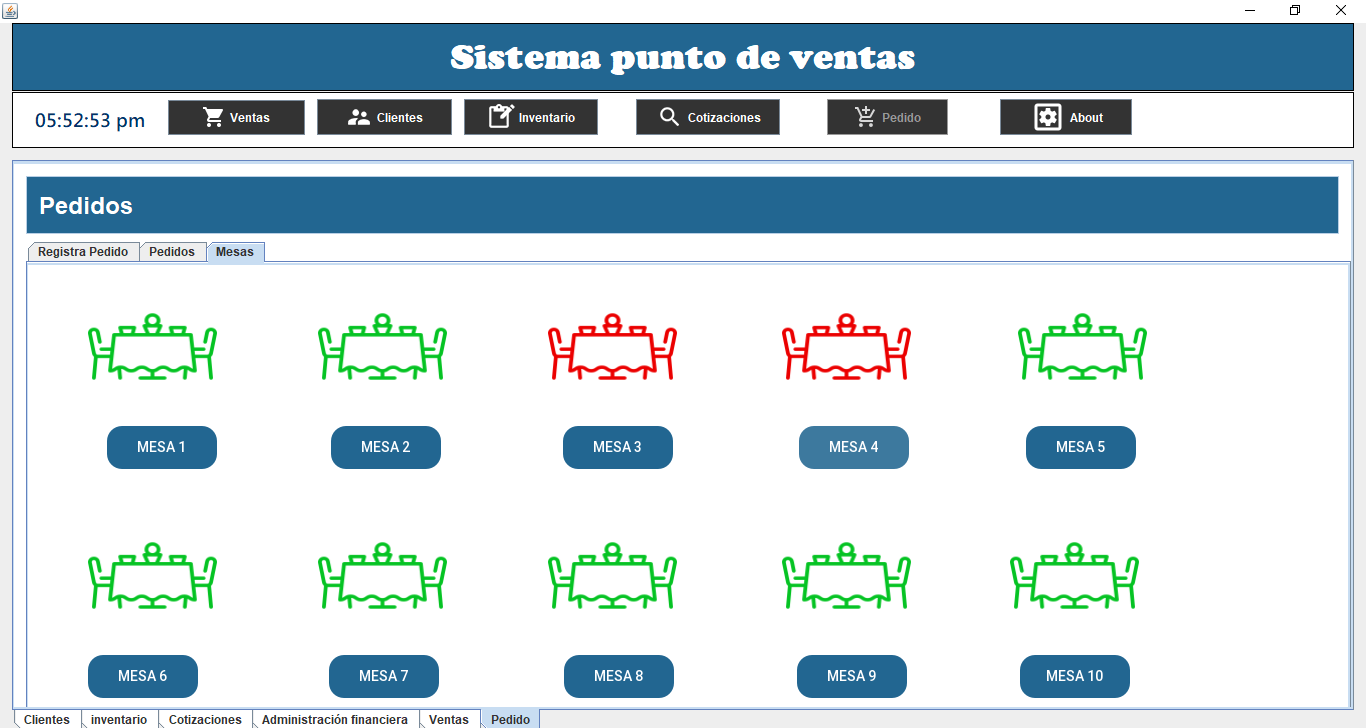 Sistema punto de ventas
05:52:53 pm Ventas Clientes Inventario Cotizaciones Pedido About
Pedidos
Registra Pedido Pedidos Mesas
MESA 1 MESA 2 MESA 3 MESA 4 MESA 5
MESA 6 MESA 7 MESA 8 MESA 9 MESA 10
Clientes inventario Cotizaciones Administración financiera Ventas Pedido